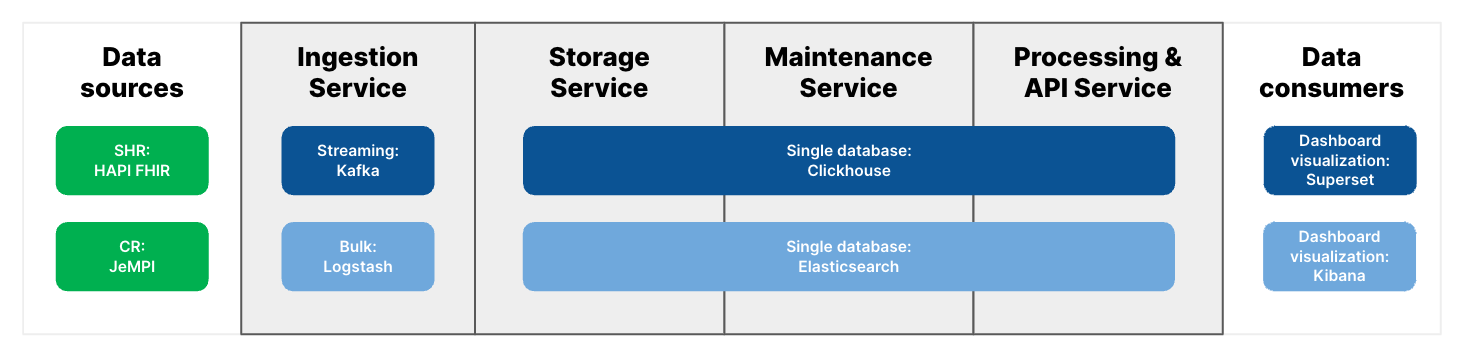 Data
sources
Ingestion
Service
Storage
Service
Maintenance
Service
Processing &
API Service
Data
consumers
SHR:
HAPI FHIR
Streaming:
Kafka
Single database:
Clickhouse
Dashboard
visualization:
Superset
CR:
JeMPI
Bulk:
Logstash
Single database:
Elasticsearch
Dashboard
visualization:
Kibana